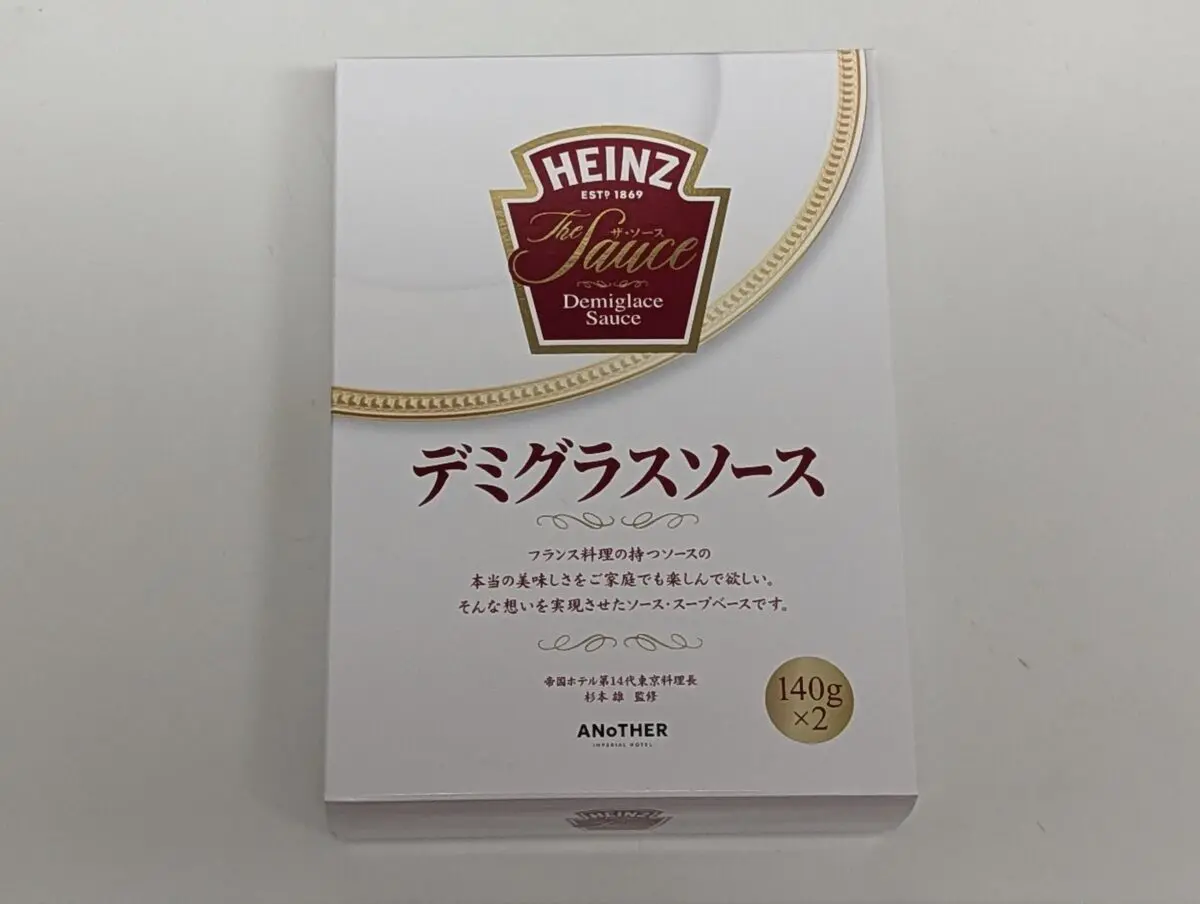 HEINZ
ESTD 1869
The Sauce
ザ・ソース
Demiglace
Sauce
デミグラスソース
フランス料理の持つソースの
本当の美味しさをご家庭でも楽しんで欲しい。
そんな想いを実現させたソース・スープベースです。
帝国ホテル第14代東京料理長
杉本 雄 監修
140g
×2
ANoTHER
IMPERIAL HOTEL
HEINZ